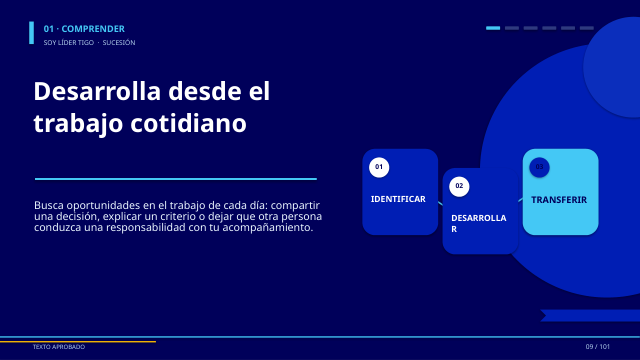 01 · COMPRENDER
SOY LÍDER TIGO · SUCESIÓN
Desarrolla desde el
trabajo cotidiano
Busca oportunidades en el trabajo de cada día: compartir
una decisión, explicar un criterio o dejar que otra persona
conduzca una responsabilidad con tu acompañamiento.
01
IDENTIFICAR
02
DESARROLLA
R
03
TRANSFERIR
TEXTO APROBADO
09 / 101